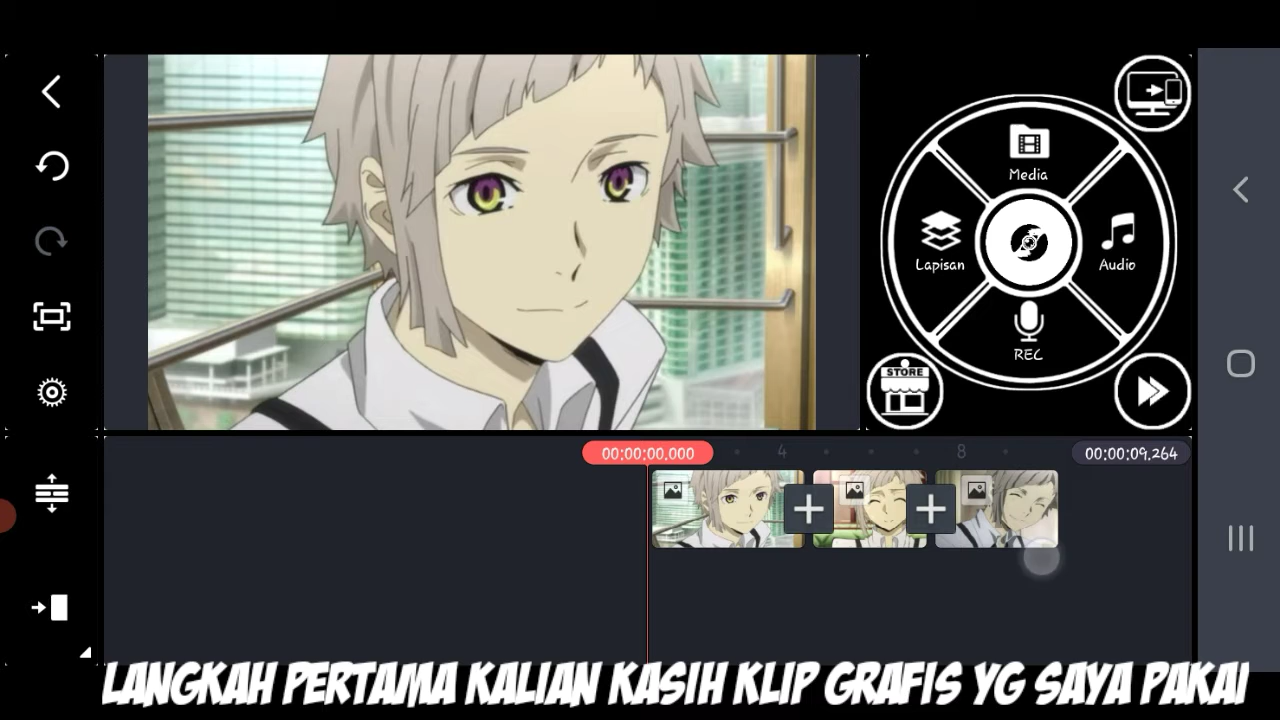 Media
Lapisan
Audio
REC
STORE
00:00:00.000
4
8
00:00:09.264
LANGKAH PERTAMA KALIAN KASIH KLIP GRAFIS YG SAYA PAKAI